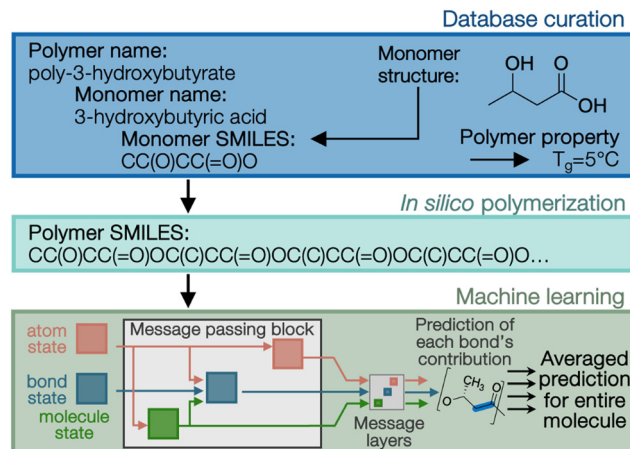 Database curation
Polymer name:
poly-3-hydroxybutyrate
Monomer name:
3-hydroxybutyric acid
Monomer SMILES:
CC(O)CC(=O)O
Monomer
structure:
OH
O
OH
Polymer property
Tg=5°C
In silico polymerization
Polymer SMILES:
CC(O)CC(=O)OC(C)CC(=O)OC(C)CC(=O)OC(C)CC(=O)O…
Machine learning
atom
state
bond
state
molecule
state
Message passing block
Message
layers
Prediction of
each bond's
contribution
CH3
O
O
Averaged
prediction
for entire
molecule